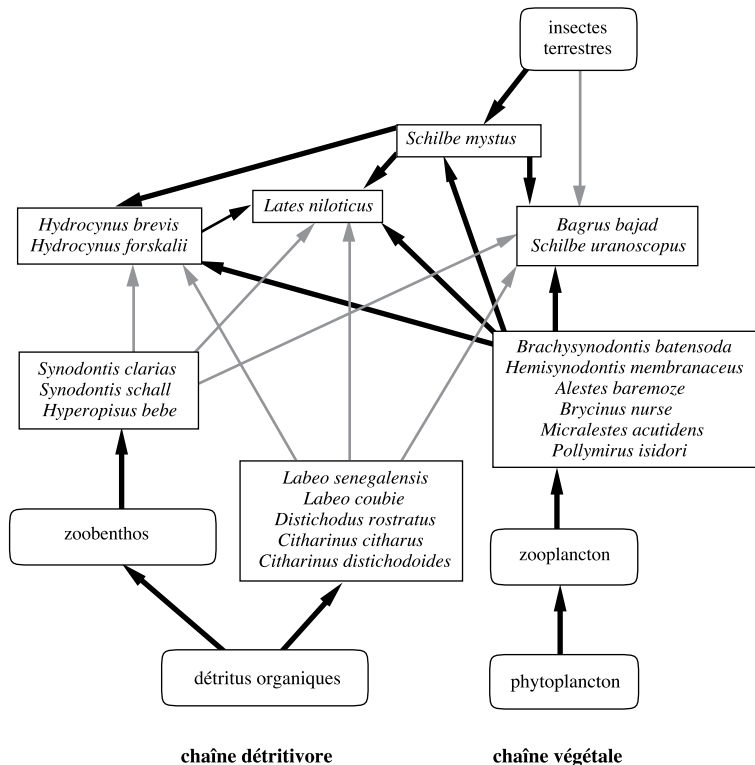 insectes
terrestres
Schilbe mystus
Lates niloticus
Hydrocynus brevis
Hydrocynus forskalii
Bagrus bajad
Schilbe uranoscopus
Synodontis clarias
Synodontis schall
Hyperopisus bebe
Brachysynodontis batensoda
Hemisynodontis membranaceus
Alestes baremoze
Brycinus nurse
Micralestes acutidens
Pollymirus isidori
Labeo senegalensis
Labeo coubie
Distichodus rostratus
Citharinus citharus
Citharinus distichodoides
zoobenthos
zooplancton
détritus organiques
phytoplancton
chaîne détritivore
chaîne végétale